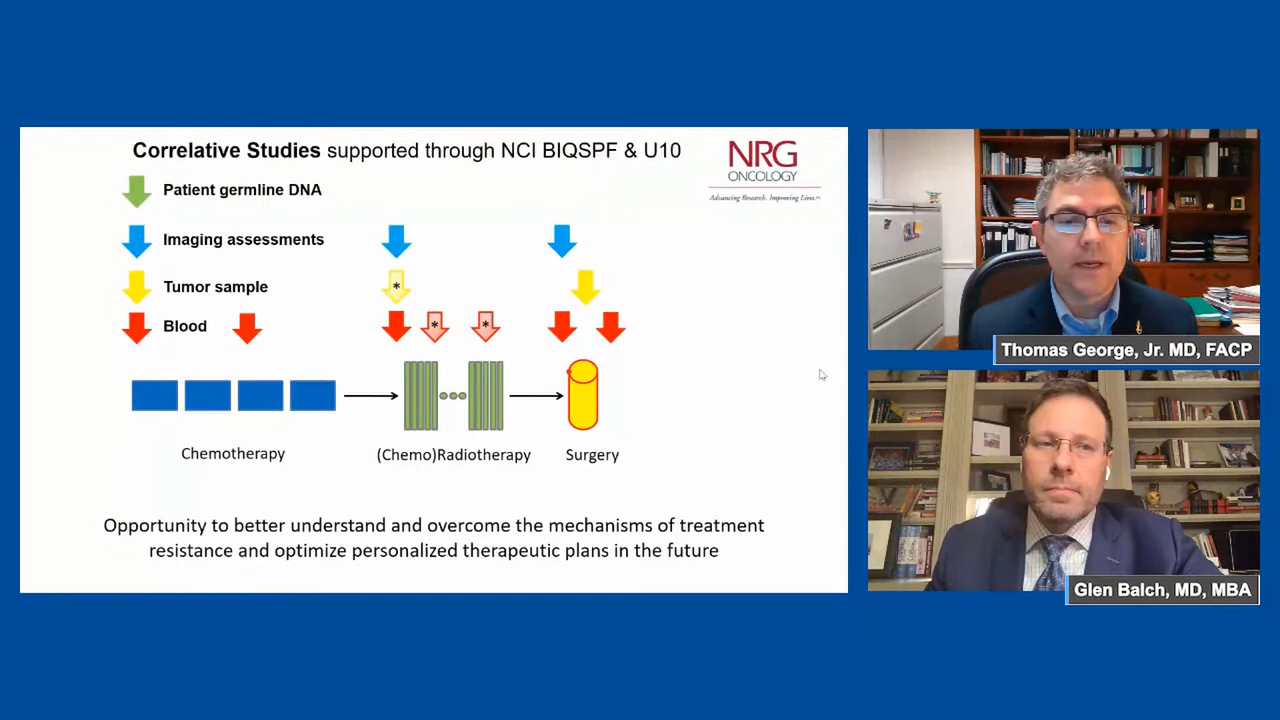 Correlative Studies supported through NCI BIQSPF & U10
NRG
ONCOLOGY
Advancing Research. Improving Lives.™
Patient germline DNA
Imaging assessments
Tumor sample
*
Blood
* *
Chemotherapy
(Chemo)Radiotherapy
Surgery
Opportunity to better understand and overcome the mechanisms of treatment
resistance and optimize personalized therapeutic plans in the future
Thomas George, Jr. MD, FACP
Glen Balch, MD, MBA